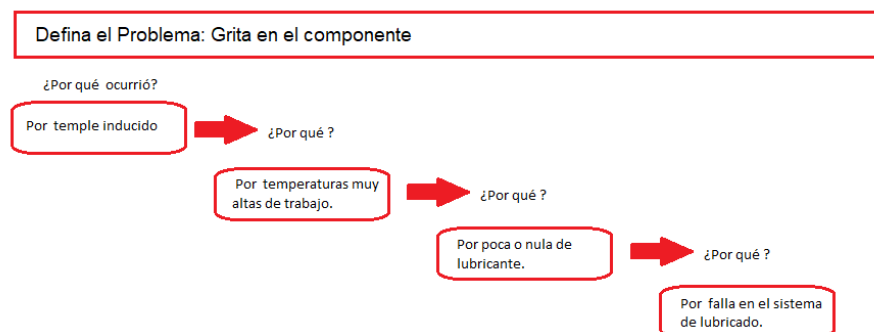 Defina el Problema: Grita en el componente
¿Por qué ocurrió?
Por temple inducido
¿Por qué ?
Por temperaturas muy
altas de trabajo.
¿Por qué ?
Por poca o nula de
lubricante.
¿Por qué ?
Por falla en el sistema
de lubricado.